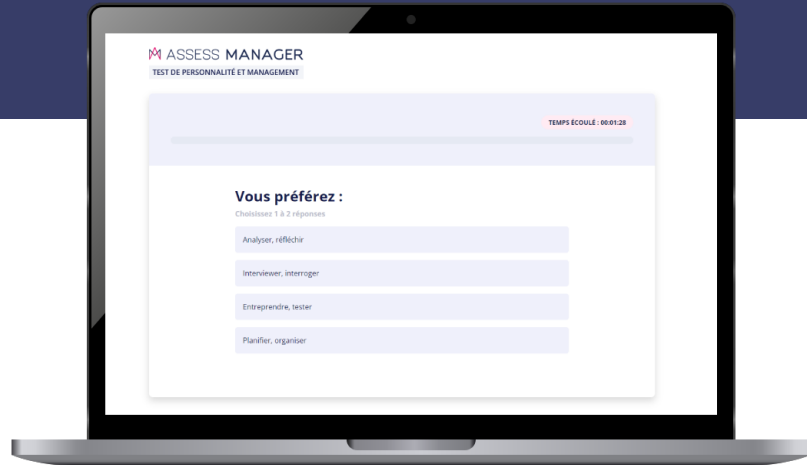 ASSESS MANAGER
TEST DE PERSONNALITÉ ET MANAGEMENT
TEMPS ÉCOULÉ : 00:01:28
Vous préférez :
Choisissez 1 à 2 réponses
Analyser, réfléchir
Interviewer, interroger
Entreprendre, tester
Planifier, organiser